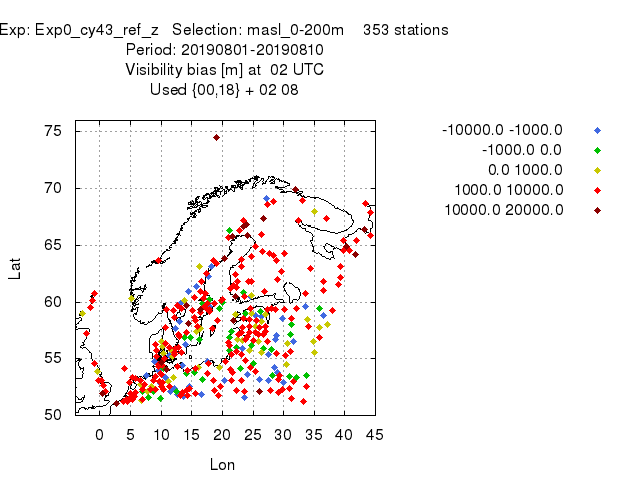 Exp: Exp0_cy43_ref_z   Selection: masl_0-200m    353 stations
Period: 20190801-20190810
Visibility bias [m] at  02 UTC
Used {00,18} + 02 08
-10000.0 -1000.0
-1000.0 0.0
0.0 1000.0
1000.0 10000.0
10000.0 20000.0
75
70
65
60
55
50
Lat
0 5 10 15 20 25 30 35 40 45
Lon